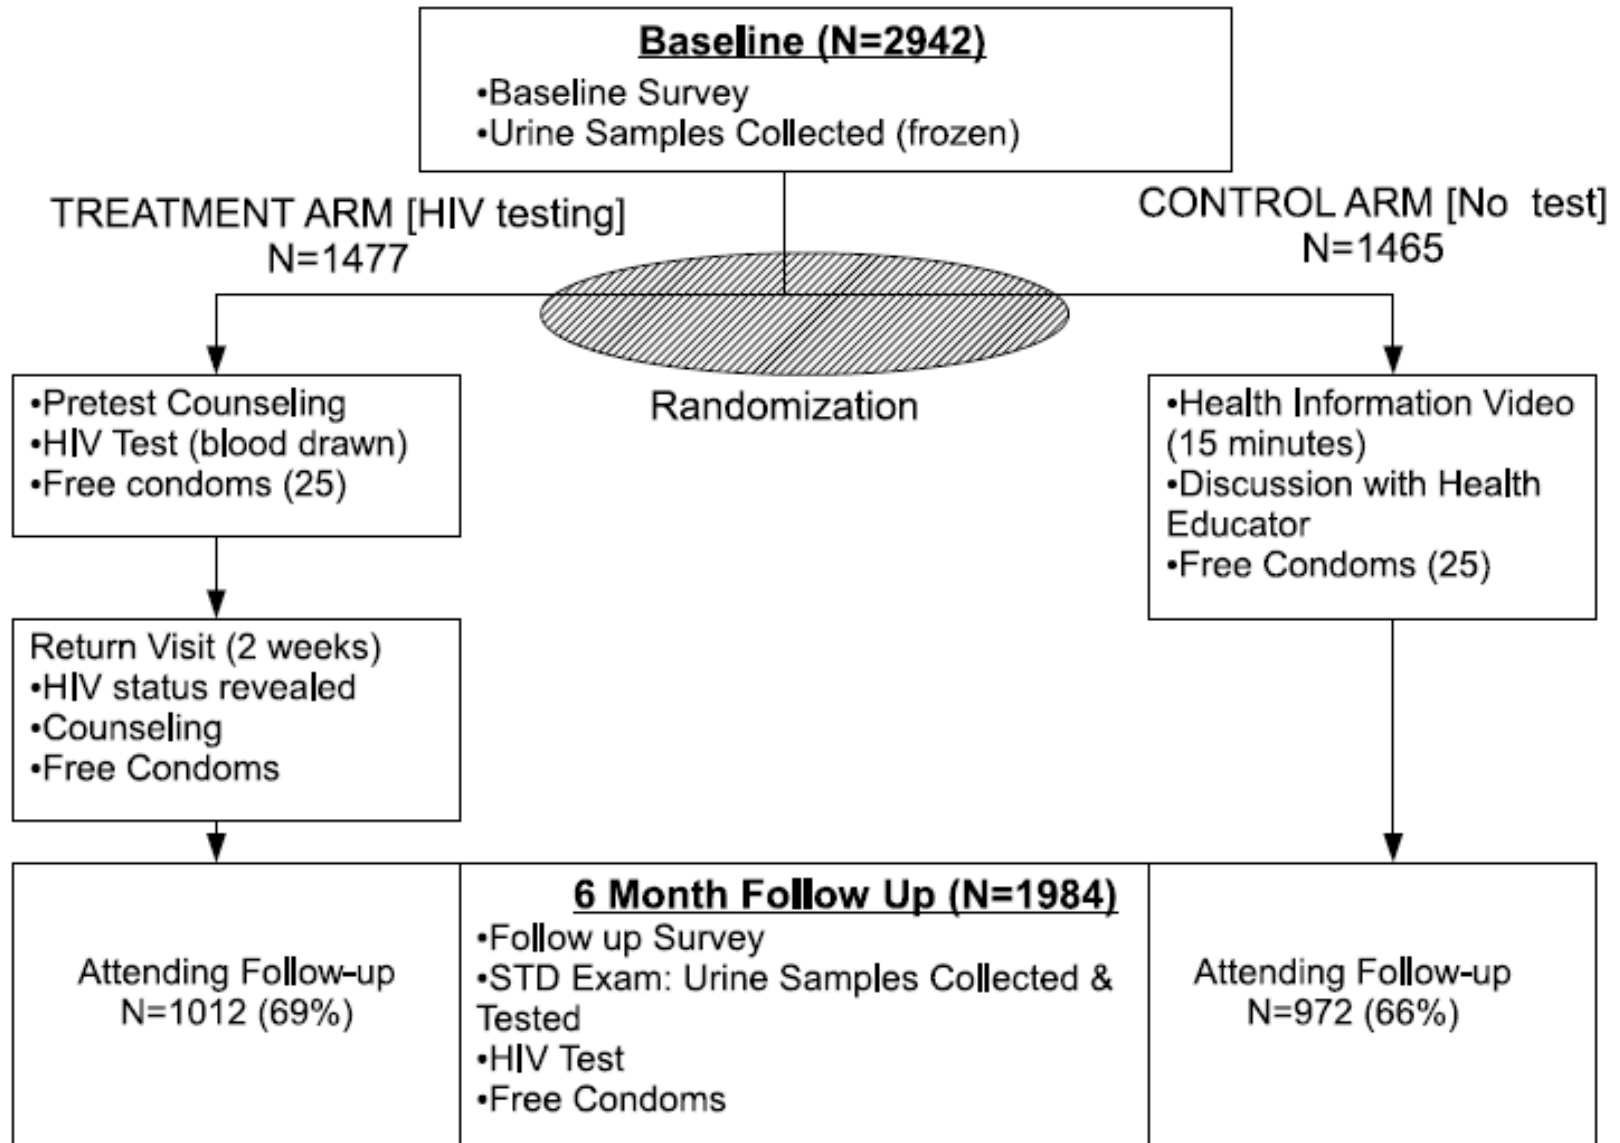 Baseline (N=2942)
•Baseline Survey
•Urine Samples Collected (frozen)
TREATMENT ARM [HIV testing]
N=1477
CONTROL ARM [No test]
N=1465
Randomization
•Pretest Counseling
•HIV Test (blood drawn)
•Free condoms (25)
•Health Information Video
(15 minutes)
•Discussion with Health
Educator
•Free Condoms (25)
Return Visit (2 weeks)
•HIV status revealed
•Counseling
•Free Condoms
Attending Follow-up
N=1012 (69%)
6 Month Follow Up (N=1984)
•Follow up Survey
•STD Exam: Urine Samples Collected &
Tested
•HIV Test
•Free Condoms
Attending Follow-up
N=972 (66%)